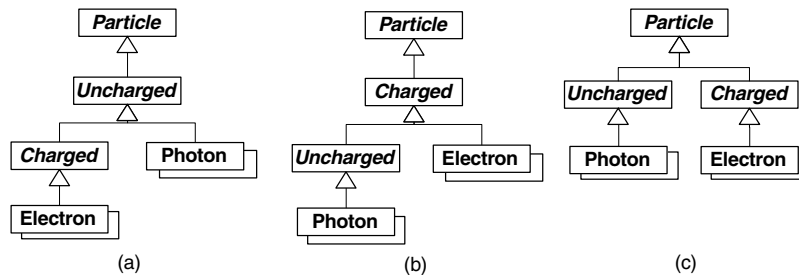 Particle
Uncharged
Charged
Photon
Electron
(a)
Particle
Charged
Uncharged
Electron
Photon
(b)
Particle
Uncharged
Charged
Photon
Electron
(c)